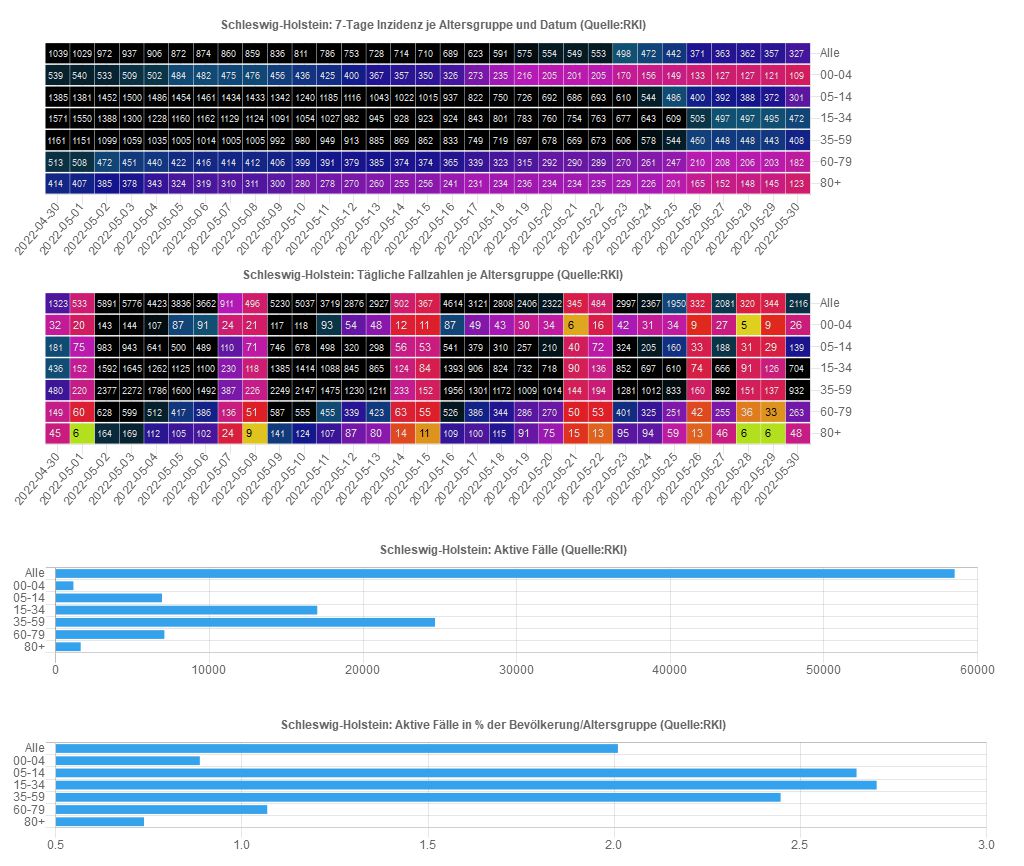 Schleswig-Holstein: 7-Tage Inzidenz je Altersgruppe und Datum (Quelle:RKI)
1039 1029 972 937 906 872 874 860 859 836 811 786 753 728 714 710 689 623 591 575 554 549 553 498 472 442 371 363 362 357 327 Alle
539 540 533 509 502 484 482 475 476 456 436 425 400 367 357 350 326 273 235 216 205 201 205 170 156 149 133 127 127 121 109 00-04
1385 1381 1452 1500 1486 1454 1461 1434 1433 1342 1240 1185 1116 1043 1022 1015 937 822 750 726 692 686 693 610 544 486 400 392 388 372 301 05-14
1571 1550 1388 1300 1228 1160 1162 1129 1124 1091 1054 1027 982 945 928 923 924 843 801 783 760 754 763 677 643 609 505 497 497 495 472 15-34
1161 1151 1099 1059 1035 1005 1014 1005 1005 992 980 949 913 885 869 862 833 749 719 697 678 669 673 606 578 544 460 448 448 443 408 35-59
513 508 472 451 440 422 416 414 412 406 399 391 379 385 374 374 365 339 323 315 292 290 289 270 261 247 210 208 206 203 182 60-79
414 407 385 378 343 324 319 310 311 300 280 278 270 260 255 256 241 231 234 236 234 234 235 229 226 201 165 152 148 145 123 80+
2022-04-30 2022-05-01 2022-05-02 2022-05-03 2022-05-04 2022-05-05 2022-05-06 2022-05-07 2022-05-08 2022-05-09 2022-05-10 2022-05-11 2022-05-12 2022-05-13 2022-05-14 2022-05-15 2022-05-16 2022-05-17 2022-05-18 2022-05-19 2022-05-20 2022-05-21 2022-05-22 2022-05-23 2022-05-24 2022-05-25 2022-05-26 2022-05-27 2022-05-28 2022-05-29 2022-05-30
Schleswig-Holstein: Tägliche Fallzahlen je Altersgruppe (Quelle:RKI)
1323 533 5891 5776 4423 3836 3662 911 496 5230 5037 3719 2876 2927 502 367 4614 3121 2808 2406 2322 345 484 2997 2367 1950 332 2081 320 344 2116 Alle
32 20 143 144 107 87 91 24 21 117 118 93 54 48 12 11 87 49 43 30 34 6 16 42 31 34 9 27 5 9 26 00-04
181 75 983 943 641 500 489 110 71 746 678 498 320 298 56 53 541 379 310 257 210 40 72 324 205 160 33 188 31 29 139 05-14
436 152 1592 1645 1262 1125 1100 230 118 1385 1414 1088 845 865 124 84 1393 906 824 732 718 90 136 852 697 610 74 666 91 126 704 15-34
480 220 2377 2272 1786 1600 1492 387 226 2249 2147 1475 1230 1211 233 152 1956 1301 1172 1009 1014 144 194 1281 1012 833 160 892 151 137 932 35-59
149 60 628 599 512 417 386 136 51 587 555 455 339 423 63 55 526 386 344 286 270 50 53 401 325 251 42 255 36 33 263 60-79
45 6 164 169 112 105 102 24 9 141 124 107 87 80 14 11 109 100 115 91 75 15 13 95 94 59 13 46 6 6 48 80+
2022-04-30 2022-05-01 2022-05-02 2022-05-03 2022-05-04 2022-05-05 2022-05-06 2022-05-07 2022-05-08 2022-05-09 2022-05-10 2022-05-11 2022-05-12 2022-05-13 2022-05-14 2022-05-15 2022-05-16 2022-05-17 2022-05-18 2022-05-19 2022-05-20 2022-05-21 2022-05-22 2022-05-23 2022-05-24 2022-05-25 2022-05-26 2022-05-27 2022-05-28 2022-05-29 2022-05-30
Schleswig-Holstein: Aktive Fälle (Quelle:RKI)
Alle
00-04
05-14
15-34
35-59
60-79
80+
0 10000 20000 30000 40000 50000 60000
Schleswig-Holstein: Aktive Fälle in % der Bevölkerung/Altersgruppe (Quelle:RKI)
Alle
00-04
05-14
15-34
35-59
60-79
80+
0.5 1.0 1.5 2.0 2.5 3.0